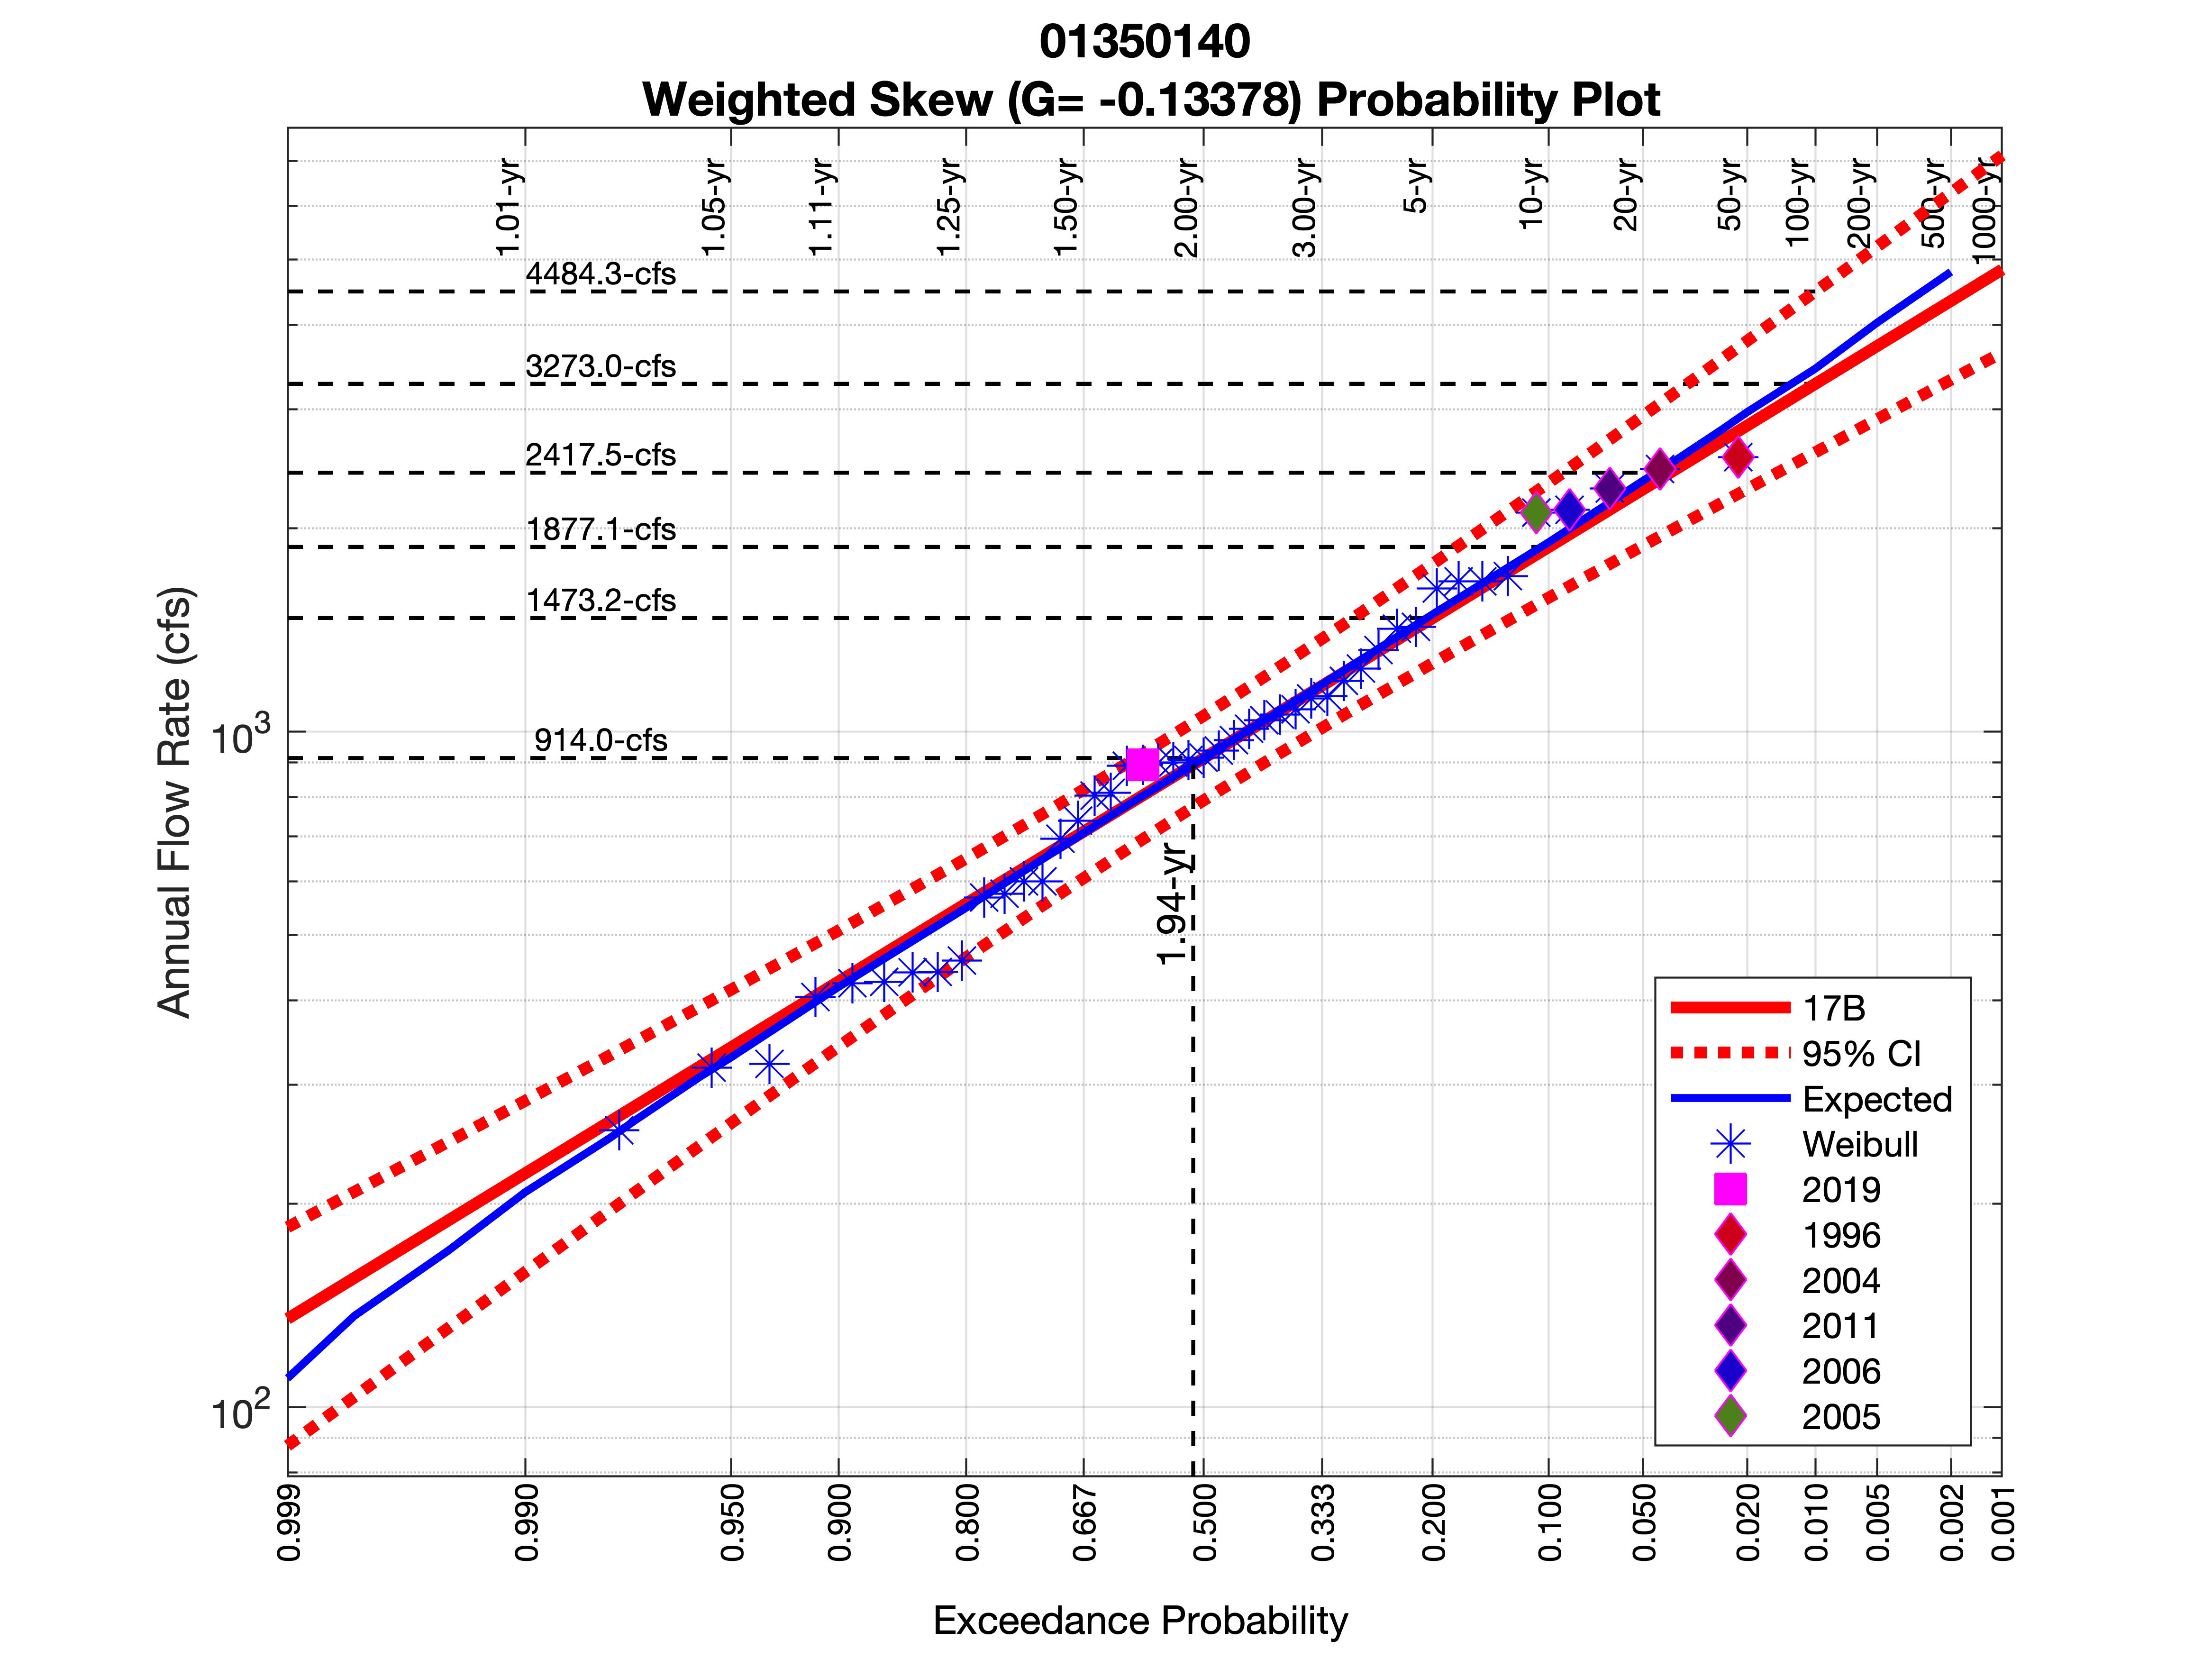 01350140
Weighted Skew (G= -0.13378) Probability Plot
1.01-yr
1.05-yr
1.11-yr
1.25-yr
1.50-yr
2.00-yr
3.00-yr
5-yr
10-yr
20-yr
50-yr
100-yr
200-yr
500-yr
1000-yr
4484.3-cfs
3273.0-cfs
2417.5-cfs
1877.1-cfs
1473.2-cfs
914.0-cfs
1.94-yr
Annual Flow Rate (cfs)
10³
10²
17B
95% CI
Expected
Weibull
2019
1996
2004
2011
2006
2005
0.999
0.990
0.950
0.900
0.800
0.667
0.500
0.333
0.200
0.100
0.050
0.020
0.010
0.005
0.002
0.001
Exceedance Probability